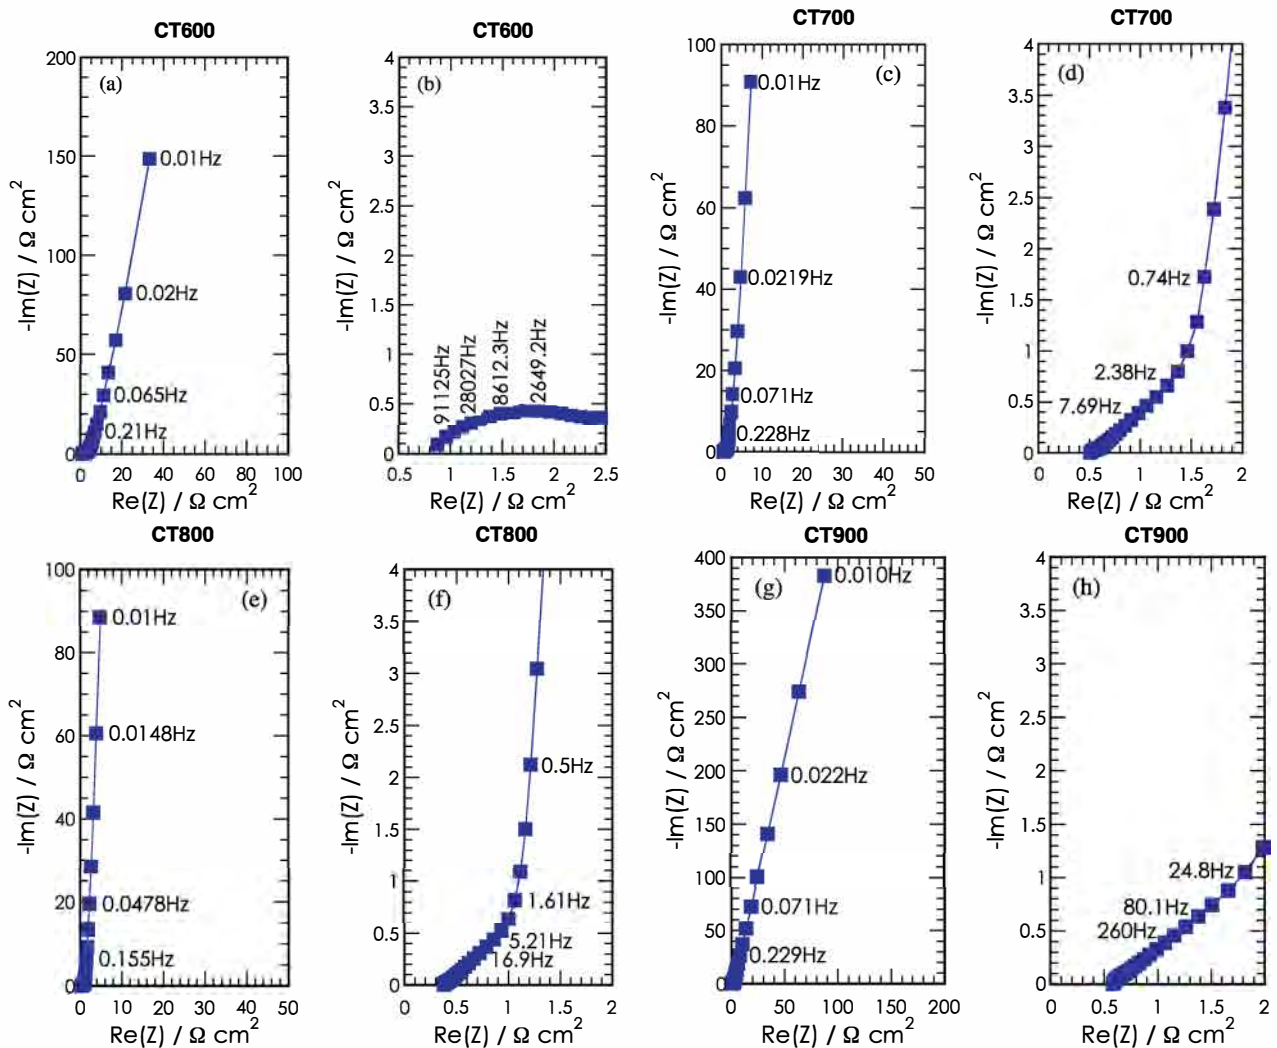 CT600
CT600
CT700
CT700
(a)
200
150
100
50
0
0 20 40 60 80 100
0.01Hz
0.02Hz
0.065Hz
0.21Hz
-Im(Z) / Ω cm²
Re(Z) / Ω cm²
(b)
4
3.5
3
2.5
2
1.5
1
0.5
0
0.5 1 1.5 2 2.5
91125Hz
28027Hz
8612.3Hz
2649.2Hz
-Im(Z) / Ω cm²
Re(Z) / Ω cm²
(c)
100
80
60
40
20
0
0 10 20 30 40 50
0.01Hz
0.0219Hz
0.071Hz
0.228Hz
-Im(Z) / Ω cm²
Re(Z) / Ω cm²
(d)
4
3.5
3
2.5
2
1.5
1
0.5
0
0 0.5 1 1.5 2
0.74Hz
2.38Hz
7.69Hz
-Im(Z) / Ω cm²
Re(Z) / Ω cm²
CT800
CT800
CT900
CT900
(e)
100
80
60
40
20
0
0 10 20 30 40 50
0.01Hz
0.0148Hz
0.0478Hz
0.155Hz
-Im(Z) / Ω cm²
Re(Z) / Ω cm²
(f)
4
3.5
3
2.5
2
1.5
1
0.5
0
0 0.5 1 1.5 2
0.5Hz
1.61Hz
5.21Hz
16.9Hz
-Im(Z) / Ω cm²
Re(Z) / Ω cm²
(g)
400
350
300
250
200
150
100
50
0
0 50 100 150 200
0.010Hz
0.022Hz
0.071Hz
0.229Hz
-Im(Z) / Ω cm²
Re(Z) / Ω cm²
(h)
4
3.5
3
2.5
2
1.5
1
0.5
0
0 0.5 1 1.5 2
24.8Hz
80.1Hz
260Hz
-Im(Z) / Ω cm²
Re(Z) / Ω cm²